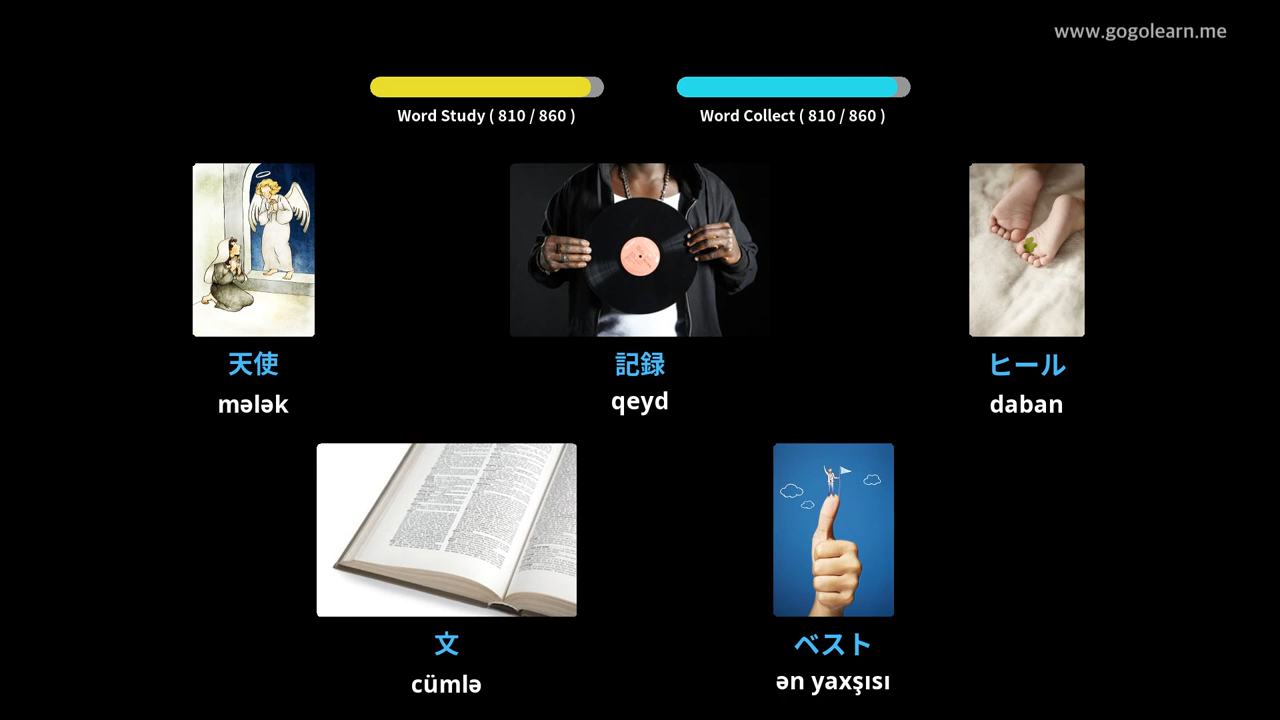 www.gogolearn.me
Word Study ( 810 / 860 )
Word Collect ( 810 / 860 )
天使
mələk
記録
qeyd
ヒール
daban
文
cümlə
ベスト
ən yaxşısı